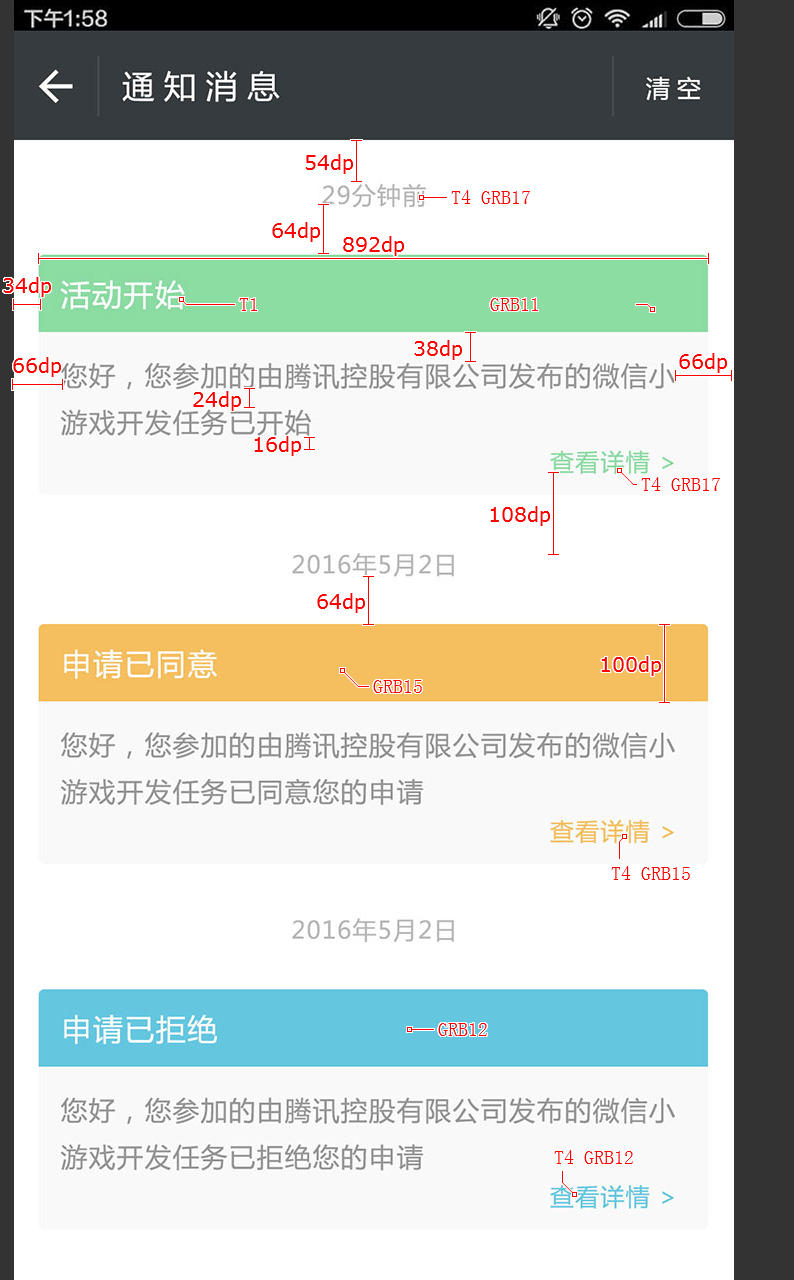 下午1:58
通知消息
清空
54dp
29分钟前
T4 GRB17
64dp
892dp
34dp
活动开始
T1
GRB11
38dp
66dp
您好，您参加的由腾讯控股有限公司发布的微信小
66dp
24dp
游戏开发任务已开始
16dp
查看详情 >
T4 GRB17
108dp
2016年5月2日
64dp
申请已同意
100dp
GRB15
您好，您参加的由腾讯控股有限公司发布的微信小
游戏开发任务已同意您的申请
查看详情 >
T4 GRB15
2016年5月2日
申请已拒绝
GRB12
您好，您参加的由腾讯控股有限公司发布的微信小
游戏开发任务已拒绝您的申请
T4 GRB12
查看详情 >